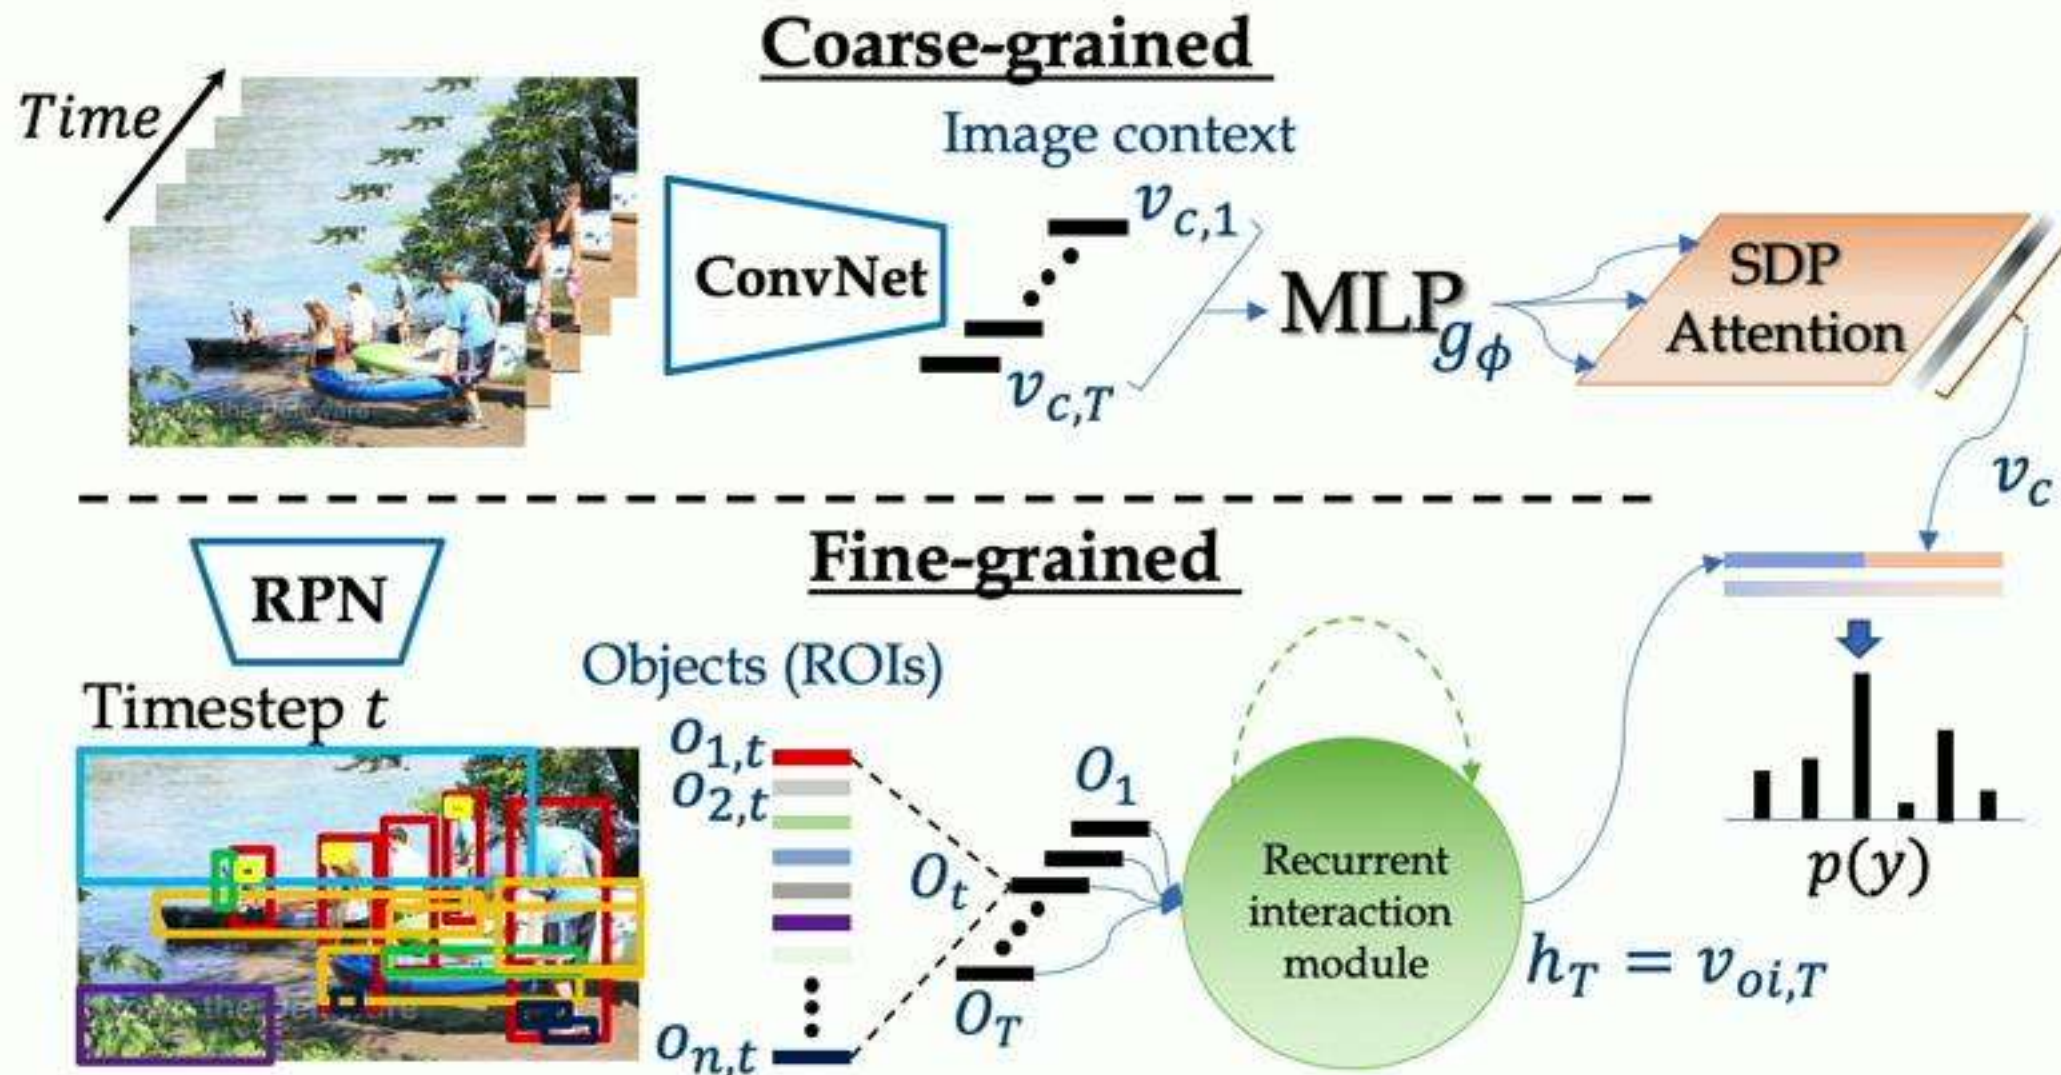 Coarse-grained
Time
Image context
v_{c,1}
ConvNet
v_{c,T}
MLP
g_ϕ
SDP
Attention
v_c
Fine-grained
RPN
Timestep t
Objects (ROIs)
o_{1,t}
o_{2,t}
o_{n,t}
O_t
O_1
O_T
Recurrent
interaction
module
h_T = v_{oi,T}
p(y)